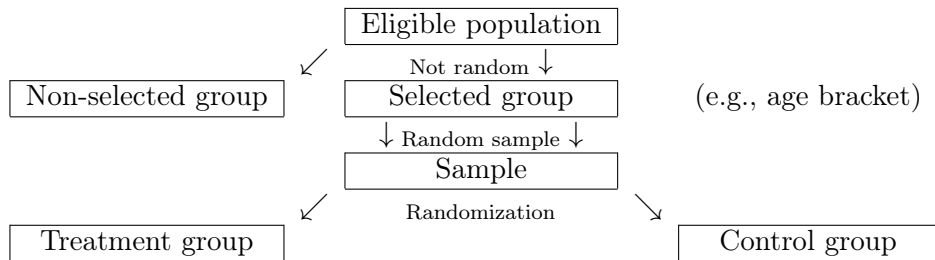 Eligible population
Not random
Non-selected group
Selected group
(e.g., age bracket)
Random sample
Sample
Randomization
Treatment group
Control group